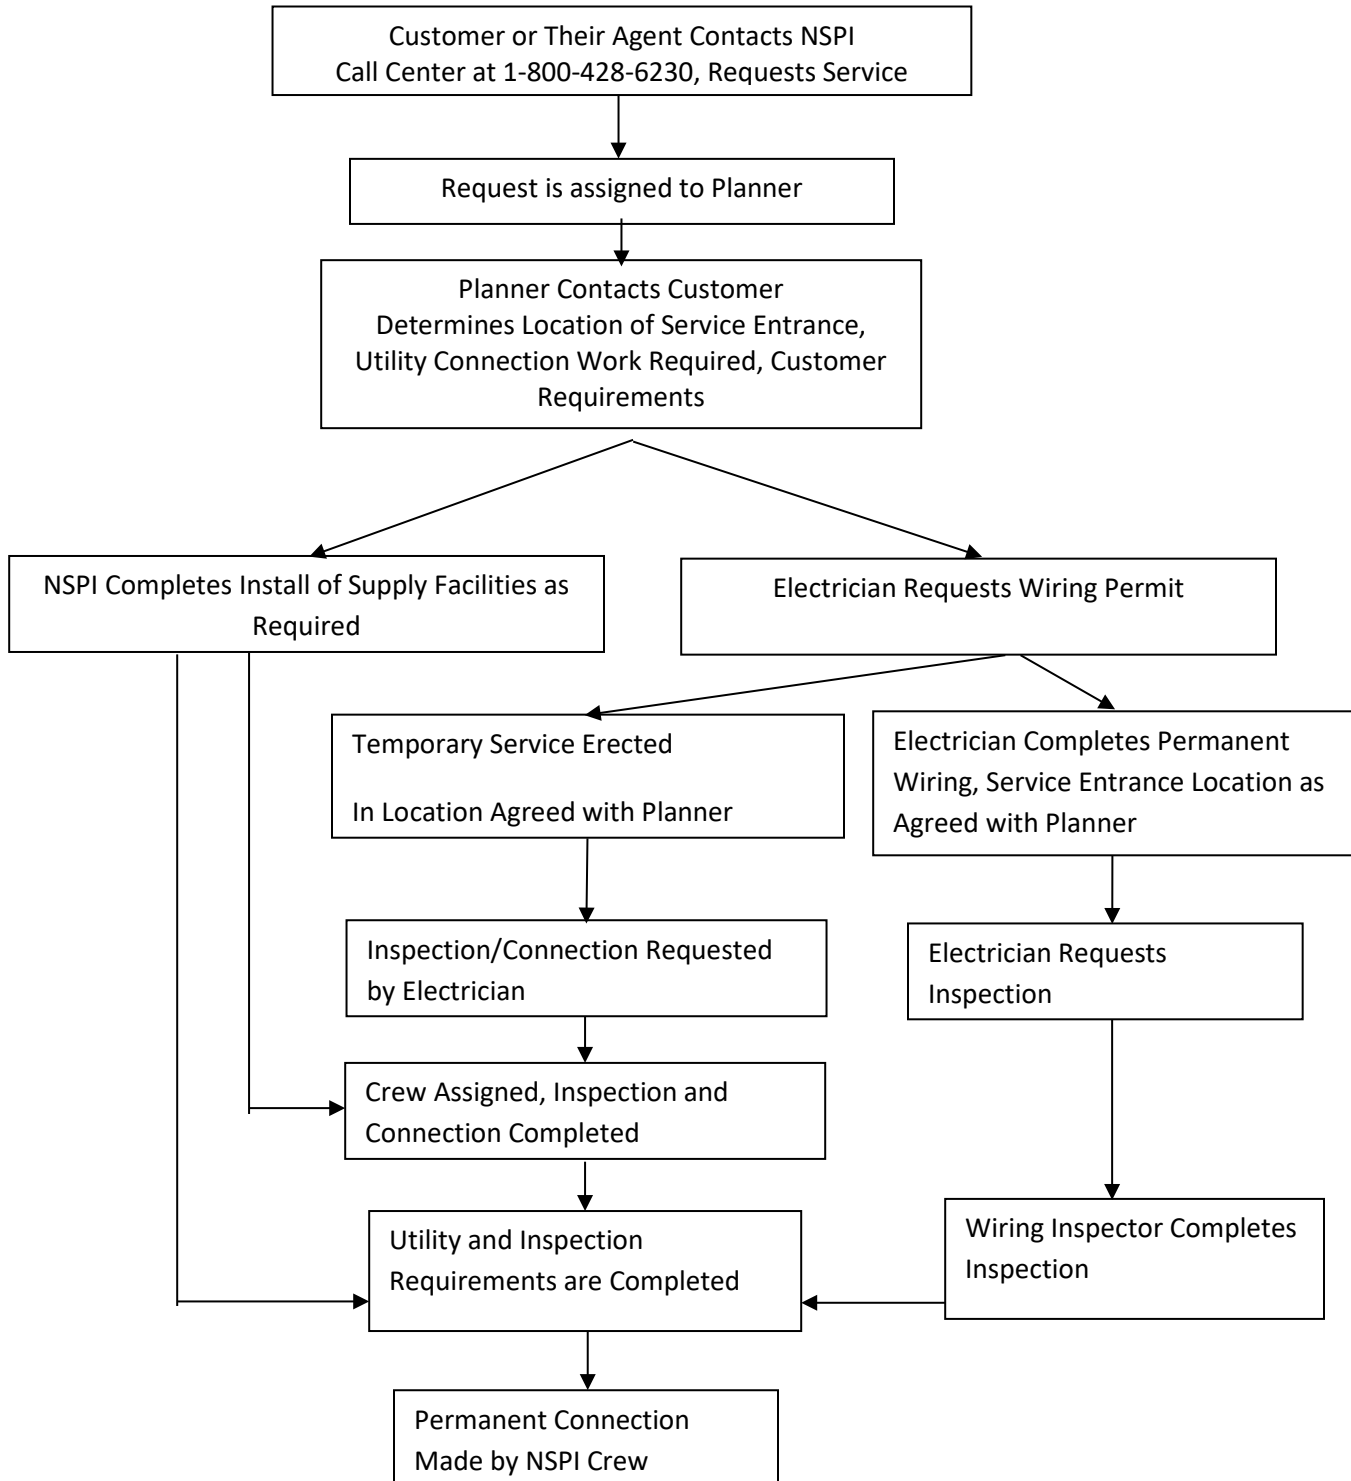 Customer or Their Agent Contacts NSPI
Call Center at 1-800-428-6230, Requests Service
Request is assigned to Planner
Planner Contacts Customer
Determines Location of Service Entrance,
Utility Connection Work Required, Customer
Requirements
NSPI Completes Install of Supply Facilities as
Required
Electrician Requests Wiring Permit
Temporary Service Erected
In Location Agreed with Planner
Electrician Completes Permanent
Wiring, Service Entrance Location as
Agreed with Planner
Inspection/Connection Requested
by Electrician
Electrician Requests
Inspection
Crew Assigned, Inspection and
Connection Completed
Utility and Inspection
Requirements are Completed
Wiring Inspector Completes
Inspection
Permanent Connection
Made by NSPI Crew